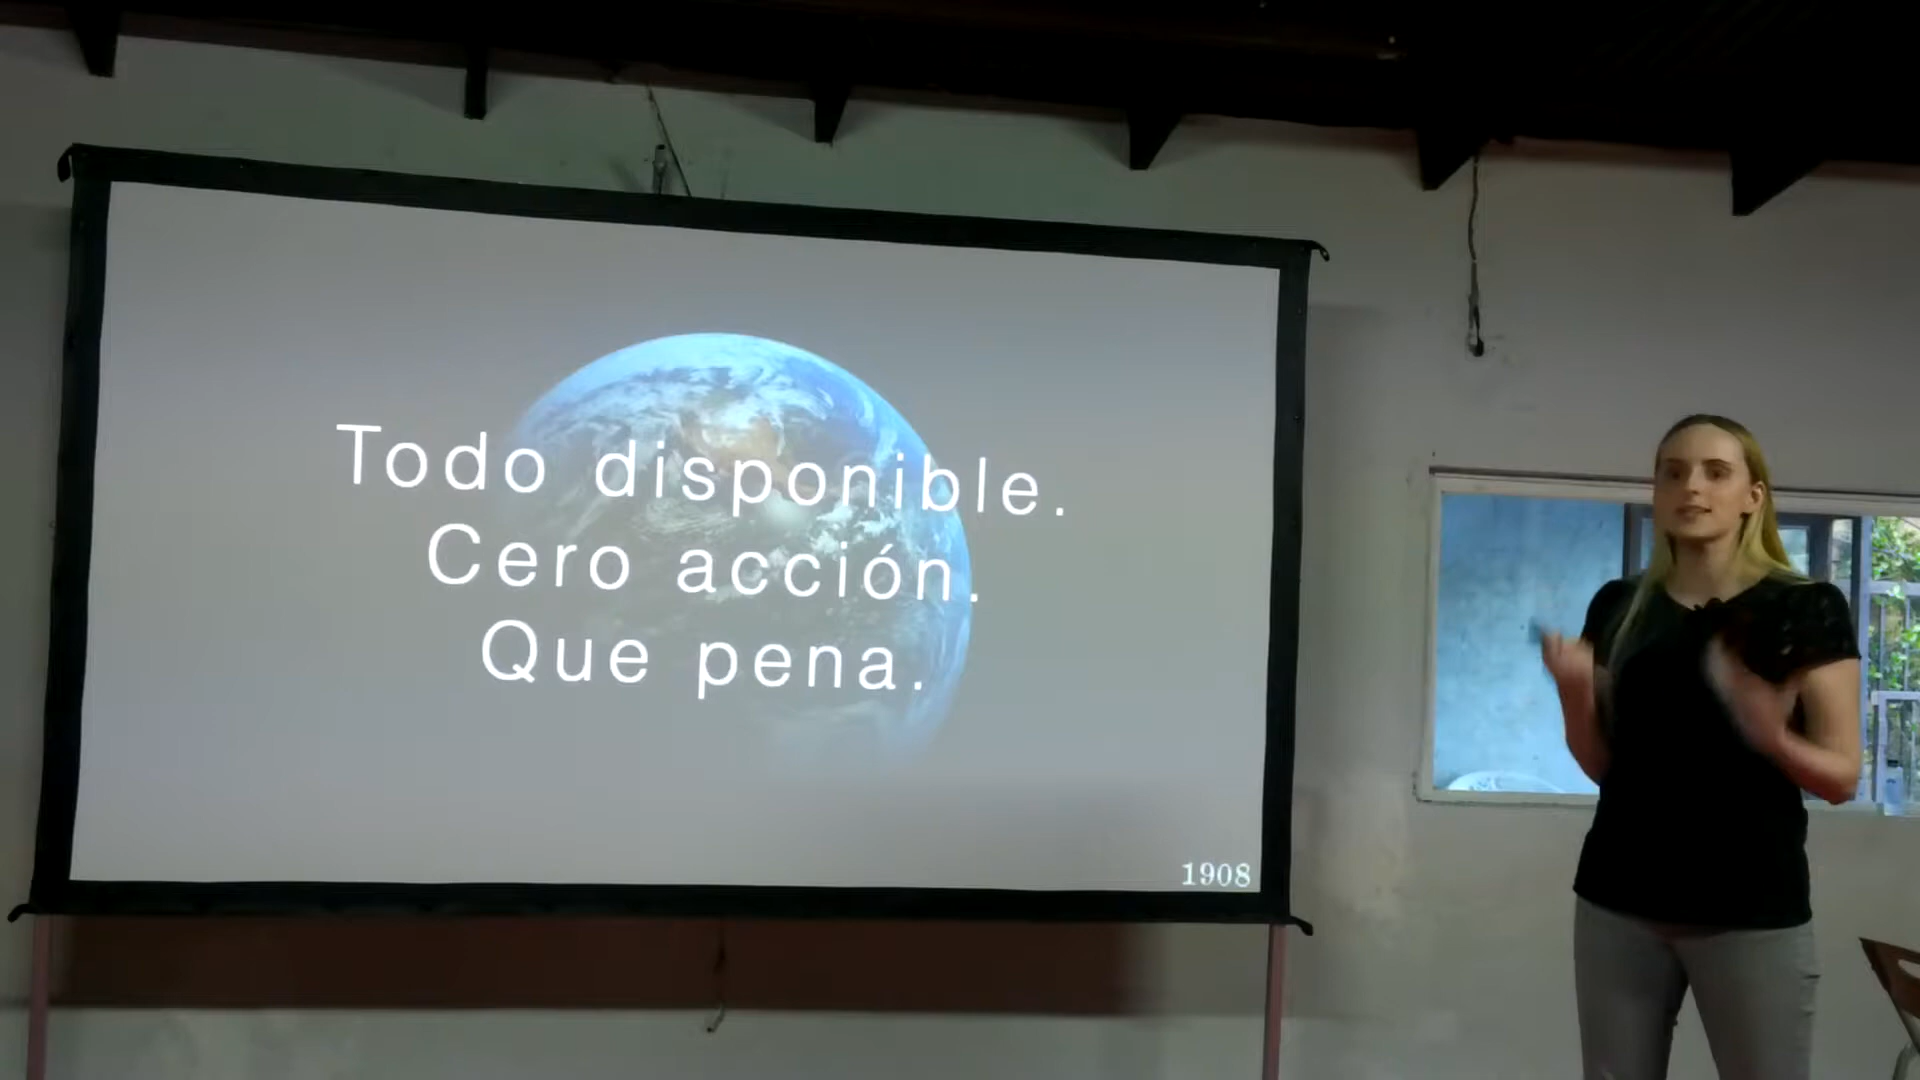 Todo disponible.
Cero acción.
Que pena.
1908